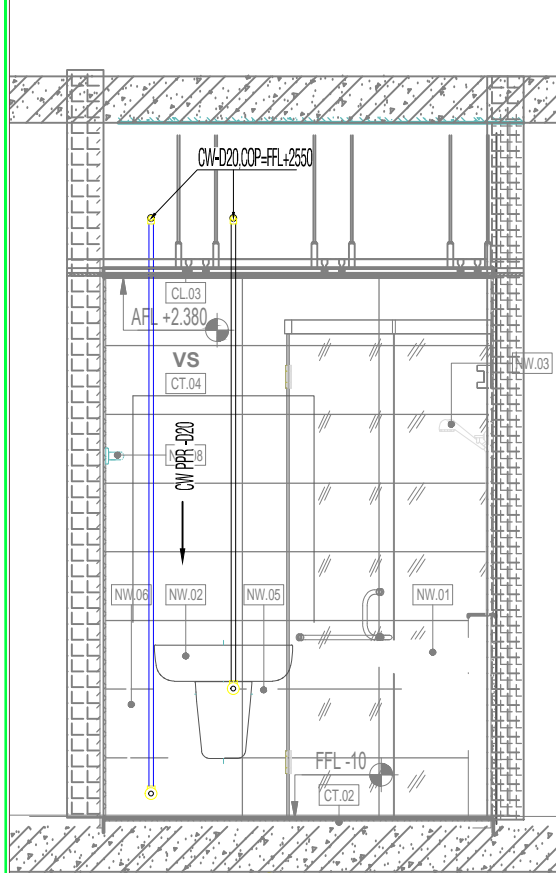 CW-D20,COP=FFL+2550
CL.03
AFL +2.380
VS
CT.04
NW.03
CW PPR -D20
NW.06
NW.02
NW.05
NW.01
FFL -10
CT.02